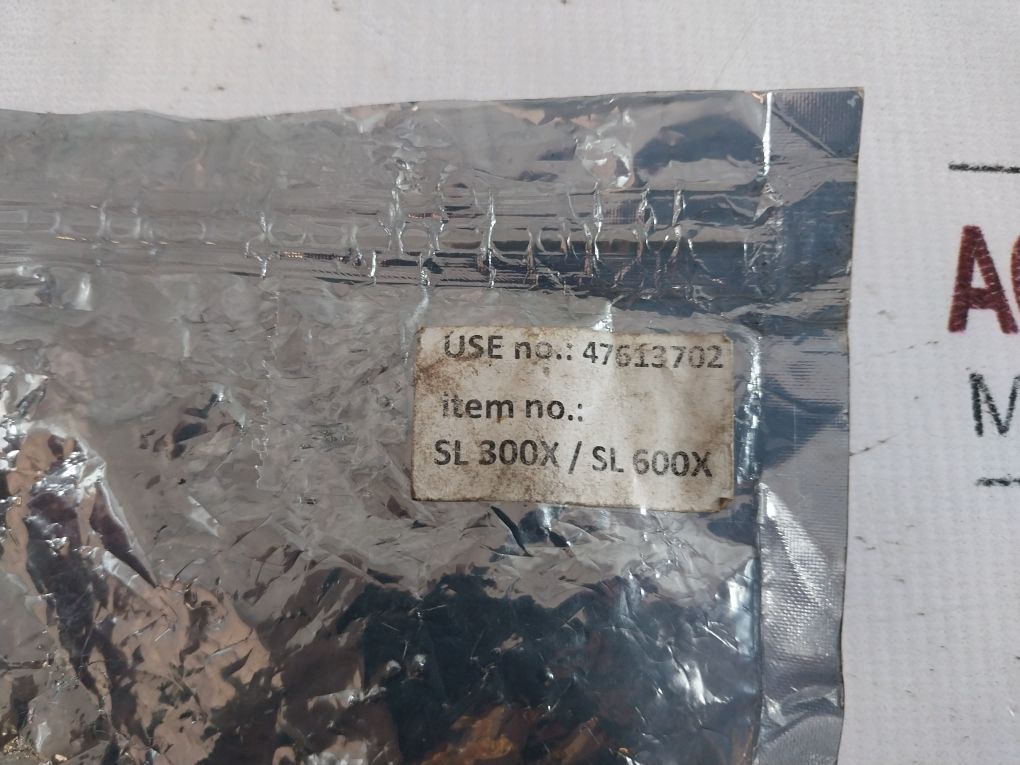 USE no.: 47613702
item no.:
SL 300X / SL 600X